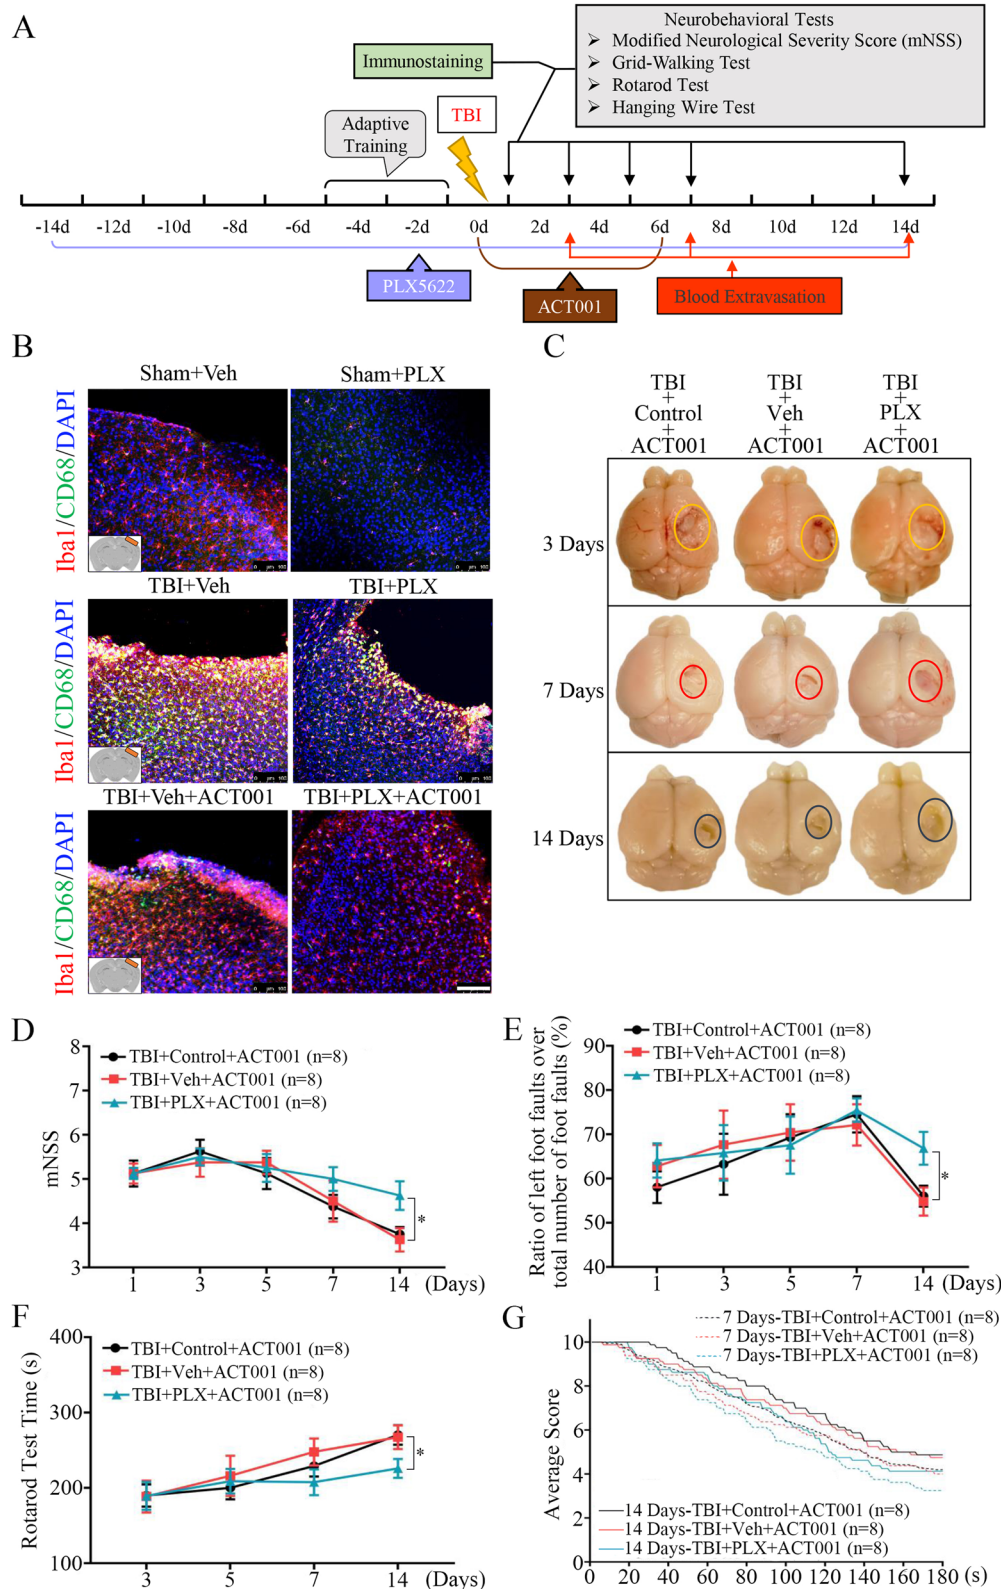 A
Neurobehavioral Tests
➢ Modified Neurological Severity Score (mNSS)
➢ Grid-Walking Test
➢ Rotarod Test
➢ Hanging Wire Test
Immunostaining
TBI
Adaptive
Training
-14d -12d -10d -8d -6d -4d -2d 0d 2d 4d 6d 8d 10d 12d 14d
PLX5622
ACT001
Blood Extravasation
B
Sham+Veh Sham+PLX
Iba1/CD68/DAPI
TBI+Veh TBI+PLX
Iba1/CD68/DAPI
TBI+Veh+ACT001 TBI+PLX+ACT001
Iba1/CD68/DAPI
C
TBI TBI TBI
+ + +
Control Veh PLX
+ + +
ACT001 ACT001 ACT001
3 Days
7 Days
14 Days
D
TBI+Control+ACT001 (n=8)
TBI+Veh+ACT001 (n=8)
TBI+PLX+ACT001 (n=8)
mNSS
8
7
6
5
4
3
*
1 3 5 7 14 (Days)
E
TBI+Control+ACT001 (n=8)
TBI+Veh+ACT001 (n=8)
TBI+PLX+ACT001 (n=8)
Ratio of left foot faults over
total number of foot faults (%)
90
80
70
60
50
40
*
1 3 5 7 14 (Days)
F
TBI+Control+ACT001 (n=8)
TBI+Veh+ACT001 (n=8)
TBI+PLX+ACT001 (n=8)
Rotarod Test Time (s)
400
300
200
100
*
3 5 7 14 (Days)
G
7 Days-TBI+Control+ACT001 (n=8)
7 Days-TBI+Veh+ACT001 (n=8)
7 Days-TBI+PLX+ACT001 (n=8)
Average Score
10
8
6
4
2
0
14 Days-TBI+Control+ACT001 (n=8)
14 Days-TBI+Veh+ACT001 (n=8)
14 Days-TBI+PLX+ACT001 (n=8)
0 20 40 60 80 100 120 140 160 180 (s)